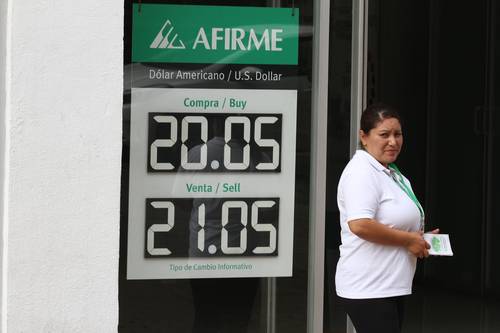 AFIRME
Dólar Americano / U.S. Dollar
Compra / Buy
20.05
Venta / Sell
21.05
Tipo de Cambio Informativo